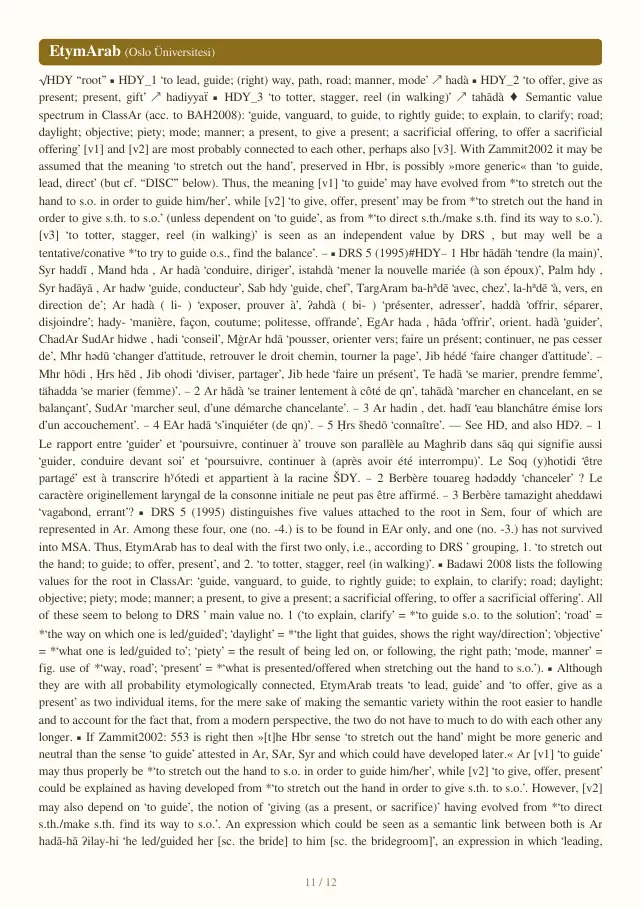 EtymArab (Oslo Üniversitesi)
√HDY “root” ▪ HDY_1 ‘to lead, guide; (right) way, path, road; manner, mode’ ↗ hadà ▪ HDY_2 ‘to offer, give as
present; present, gift’ ↗ hadiyyaẗ ▪ HDY_3 ‘to totter, stagger, reel (in walking)’ ↗ tahādà ♦ Semantic value
spectrum in ClassAr (acc. to BAH2008): ‘guide, vanguard, to guide, to rightly guide; to explain, to clarify; road;
daylight; objective; piety; mode; manner; a present, to give a present; a sacrificial offering, to offer a sacrificial
offering’ [v1] and [v2] are most probably connected to each other, perhaps also [v3]. With Zammit2002 it may be
assumed that the meaning ‘to stretch out the hand’, preserved in Hbr, is possibly »more generic« than ‘to guide,
lead, direct’ (but cf. “DISC” below). Thus, the meaning [v1] ‘to guide’ may have evolved from *‘to stretch out the
hand to s.o. in order to guide him/her’, while [v2] ‘to give, offer, present’ may be from *‘to stretch out the hand in
order to give s.th. to s.o.’ (unless dependent on ‘to guide’, as from *‘to direct s.th./make s.th. find its way to s.o.’).
[v3] ‘to totter, stagger, reel (in walking)’ is seen as an independent value by DRS , but may well be a
tentative/conative *‘to try to guide o.s., find the balance’. – ▪ DRS 5 (1995)#HDY– 1 Hbr hādāh ‘tendre (la main)’,
Syr haddī , Mand hda , Ar hadà ‘conduire, diriger’, istahdà ‘mener la nouvelle mariée (à son époux)’, Palm hdy ,
Syr hadāyā , Ar hadw ‘guide, conducteur’, Sab hdy ‘guide, chef’, TargAram ba-hᵃdē ‘avec, chez’, la-hᵃdē ‘à, vers, en
direction de’; Ar hadà ( li- ) ‘exposer, prouver à’, ʔahdà ( bi- ) ‘présenter, adresser’, haddà ‘offrir, séparer,
disjoindre’; hady- ‘manière, façon, coutume; politesse, offrande’, EgAr hada , hāda ‘offrir’, orient. hadà ‘guider’,
ChadAr SudAr hidwe , hadi ‘conseil’, MġrAr hdā ‘pousser, orienter vers; faire un présent; continuer, ne pas cesser
de’, Mhr hədū ‘changer d’attitude, retrouver le droit chemin, tourner la page’, Jib hédé ‘faire changer d’attitude’. –
Mhr hōdi , Ḥrs hēd , Jib ohodi ‘diviser, partager’, Jib hede ‘faire un présent’, Te hadä ‘se marier, prendre femme’,
tähadda ‘se marier (femme)’. – 2 Ar hādà ‘se traîner lentement à côté de qn’, tahādà ‘marcher en chancelant, en se
balançant’, SudAr ‘marcher seul, d’une démarche chancelante’. – 3 Ar hadin , det. hadī ‘eau blanchâtre émise lors
d’un accouchement’. – 4 EAr hadā ‘s’inquiéter (de qn)’. – 5 Ḥrs šhedō ‘connaître’. — See HD, and also HDʔ. – 1
Le rapport entre ‘guider’ et ‘poursuivre, continuer à’ trouve son parallèle au Maghrib dans sāq qui signifie aussi
‘guider, conduire devant soi’ et ‘poursuivre, continuer à (après avoir été interrompu)’. Le Soq (y)hotidi ‘être
partagé’ est à transcrire hʸótedi et appartient à la racine ŠDY. – 2 Berbère touareg hədəddy ‘chanceler’ ? Le
caractère originellement laryngal de la consonne initiale ne peut pas être affirmé. – 3 Berbère tamazight aheddawi
‘vagabond, errant’? ▪ DRS 5 (1995) distinguishes five values attached to the root in Sem, four of which are
represented in Ar. Among these four, one (no. -4.) is to be found in EAr only, and one (no. -3.) has not survived
into MSA. Thus, EtymArab has to deal with the first two only, i.e., according to DRS ’ grouping, 1. ‘to stretch out
the hand; to guide; to offer, present’, and 2. ‘to totter, stagger, reel (in walking)’. ▪ Badawi 2008 lists the following
values for the root in ClassAr: ‘guide, vanguard, to guide, to rightly guide; to explain, to clarify; road; daylight;
objective; piety; mode; manner; a present, to give a present; a sacrificial offering, to offer a sacrificial offering’. All
of these seem to belong to DRS ’ main value no. 1 (‘to explain, clarify’ = *‘to guide s.o. to the solution’; ‘road’ =
*‘the way on which one is led/guided’; ‘daylight’ = *‘the light that guides, shows the right way/direction’; ‘objective’
= *‘what one is led/guided to’; ‘piety’ = the result of being led on, or following, the right path; ‘mode, manner’ =
fig. use of *‘way, road’; ‘present’ = *‘what is presented/offered when stretching out the hand to s.o.’). ▪ Although
they are with all probability etymologically connected, EtymArab treats ‘to lead, guide’ and ‘to offer, give as a
present’ as two individual items, for the mere sake of making the semantic variety within the root easier to handle
and to account for the fact that, from a modern perspective, the two do not have to much to do with each other any
longer. ▪ If Zammit2002: 553 is right then »[t]he Hbr sense ‘to stretch out the hand’ might be more generic and
neutral than the sense ‘to guide’ attested in Ar, SAr, Syr and which could have developed later.« Ar [v1] ‘to guide’
may thus properly be *‘to stretch out the hand to s.o. in order to guide him/her’, while [v2] ‘to give, offer, present’
could be explained as having developed from *‘to stretch out the hand in order to give s.th. to s.o.’. However, [v2]
may also depend on ‘to guide’, the notion of ‘giving (as a present, or sacrifice)’ having evolved from *‘to direct
s.th./make s.th. find its way to s.o.’. An expression which could be seen as a semantic link between both is Ar
hadā-hā ʔilay-hi ‘he led/guided her [sc. the bride] to him [sc. the bridegroom]’, an expression in which ‘leading,
11 / 12